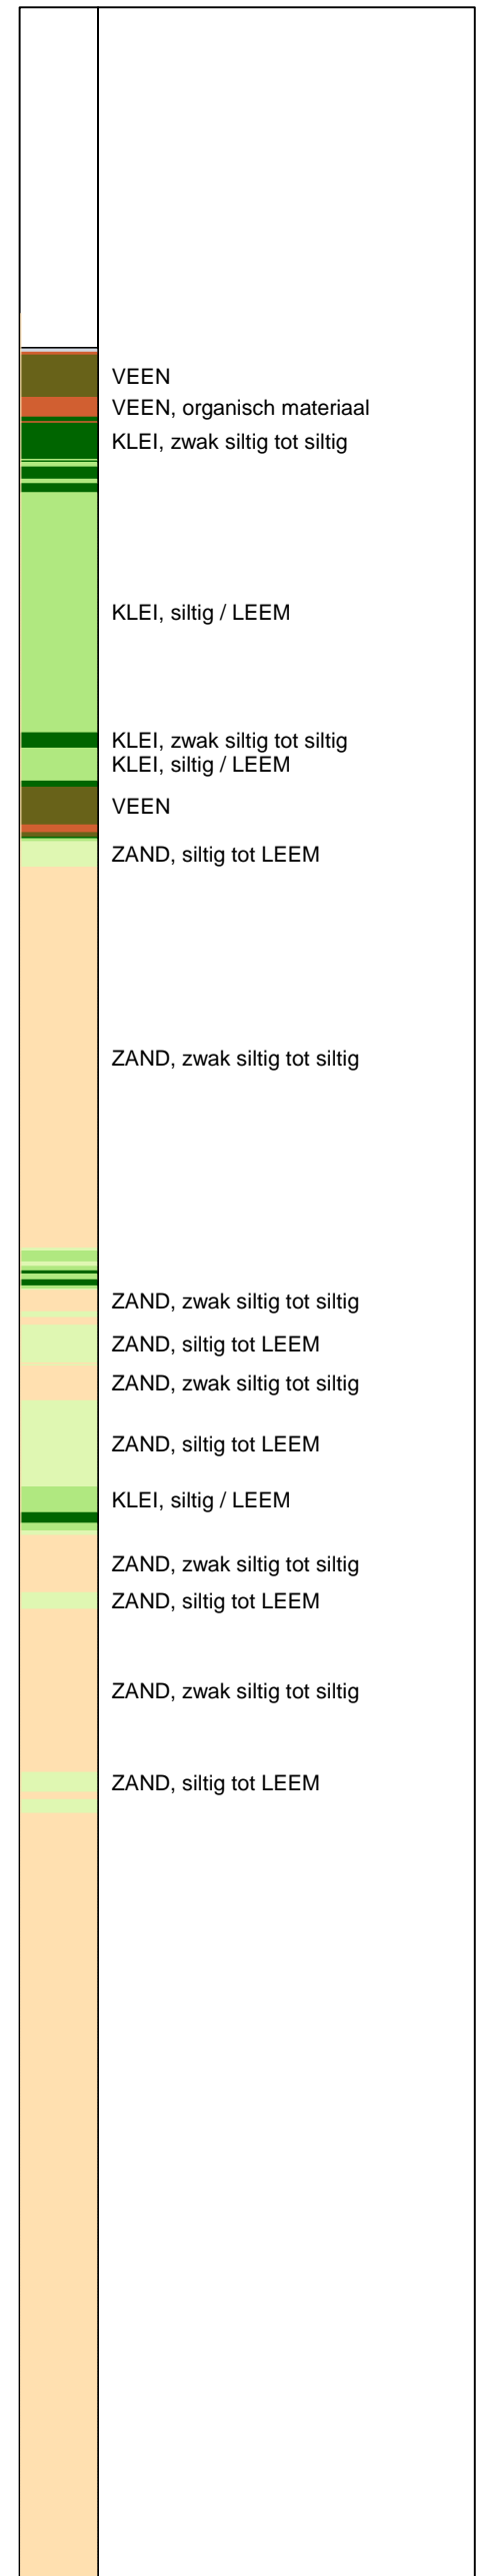 VEEN
VEEN, organisch materiaal
KLEI, zwak siltig tot siltig
KLEI, siltig / LEEM
KLEI, zwak siltig tot siltig
KLEI, siltig / LEEM
VEEN
ZAND, siltig tot LEEM
ZAND, zwak siltig tot siltig
ZAND, zwak siltig tot siltig
ZAND, siltig tot LEEM
ZAND, zwak siltig tot siltig
ZAND, siltig tot LEEM
KLEI, siltig / LEEM
ZAND, zwak siltig tot siltig
ZAND, siltig tot LEEM
ZAND, zwak siltig tot siltig
ZAND, siltig tot LEEM